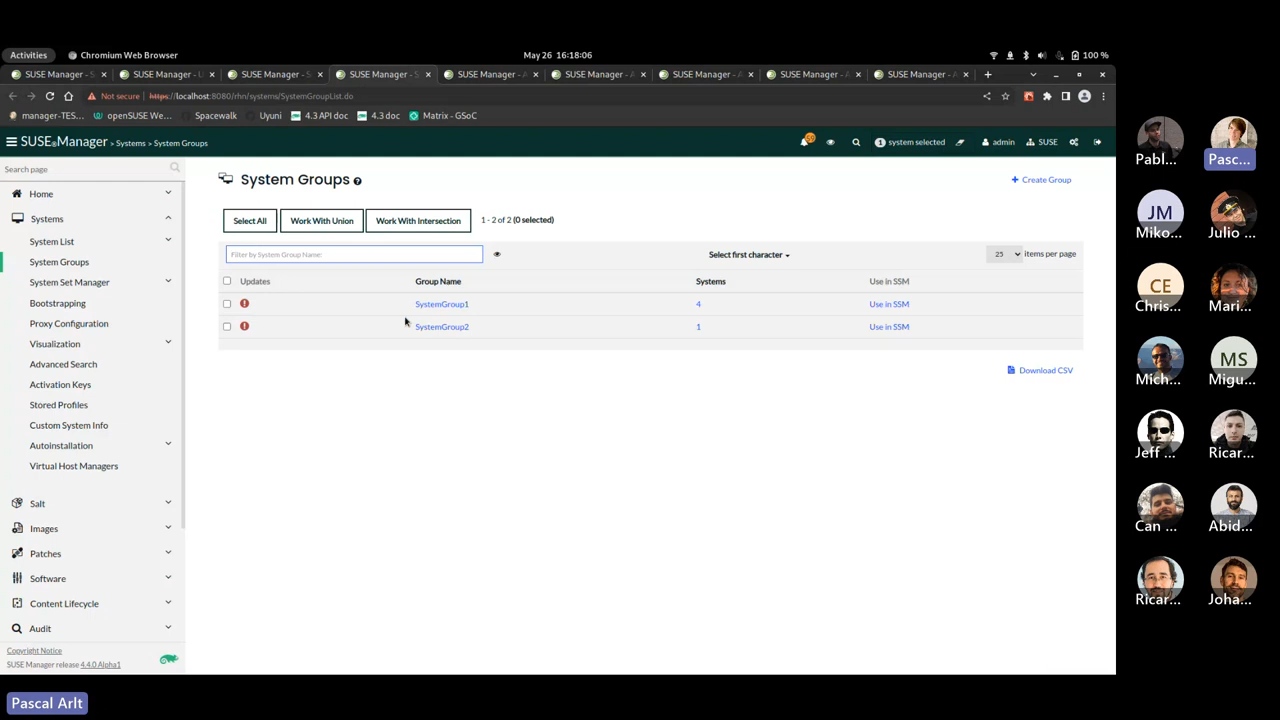 Activities
Chromium Web Browser
May 26 16:18:06
100 %
SUSE Manager - S
SUSE Manager - U
SUSE Manager - S
SUSE Manager - S
SUSE Manager - A
SUSE Manager - A
SUSE Manager - A
SUSE Manager - A
SUSE Manager - A
Not secure
https://localhost:8080/rhn/systems/SystemGroupList.do
manager-TES...
openSUSE We...
Spacewalk
Uyuni
4.3 API doc
4.3 doc
Matrix - GSoC
SUSE Manager > Systems > System Groups
1 system selected
admin
SUSE
Search page
Home
Systems
System List
System Groups
System Set Manager
Bootstrapping
Proxy Configuration
Visualization
Advanced Search
Activation Keys
Stored Profiles
Custom System Info
Autoinstallation
Virtual Host Managers
Salt
Images
Patches
Software
Content Lifecycle
Audit
Copyright Notice
SUSE Manager release 4.4.0 Alpha1
System Groups
Create Group
Select All
Work With Union
Work With Intersection
1 - 2 of 2 (0 selected)
Filter by System Group Name:
Select first character
25 items per page
Updates Group Name Systems Use in SSM
SystemGroup1 4 Use in SSM
SystemGroup2 1 Use in SSM
Download CSV
Pabl...
Pasc...
JM
Miko...
Julio ...
CE
Chris...
Mari...
Mich...
MS
Migu...
Jeff ...
Ricar...
Can ...
Abid...
Ricar...
Joha...
Pascal Arlt